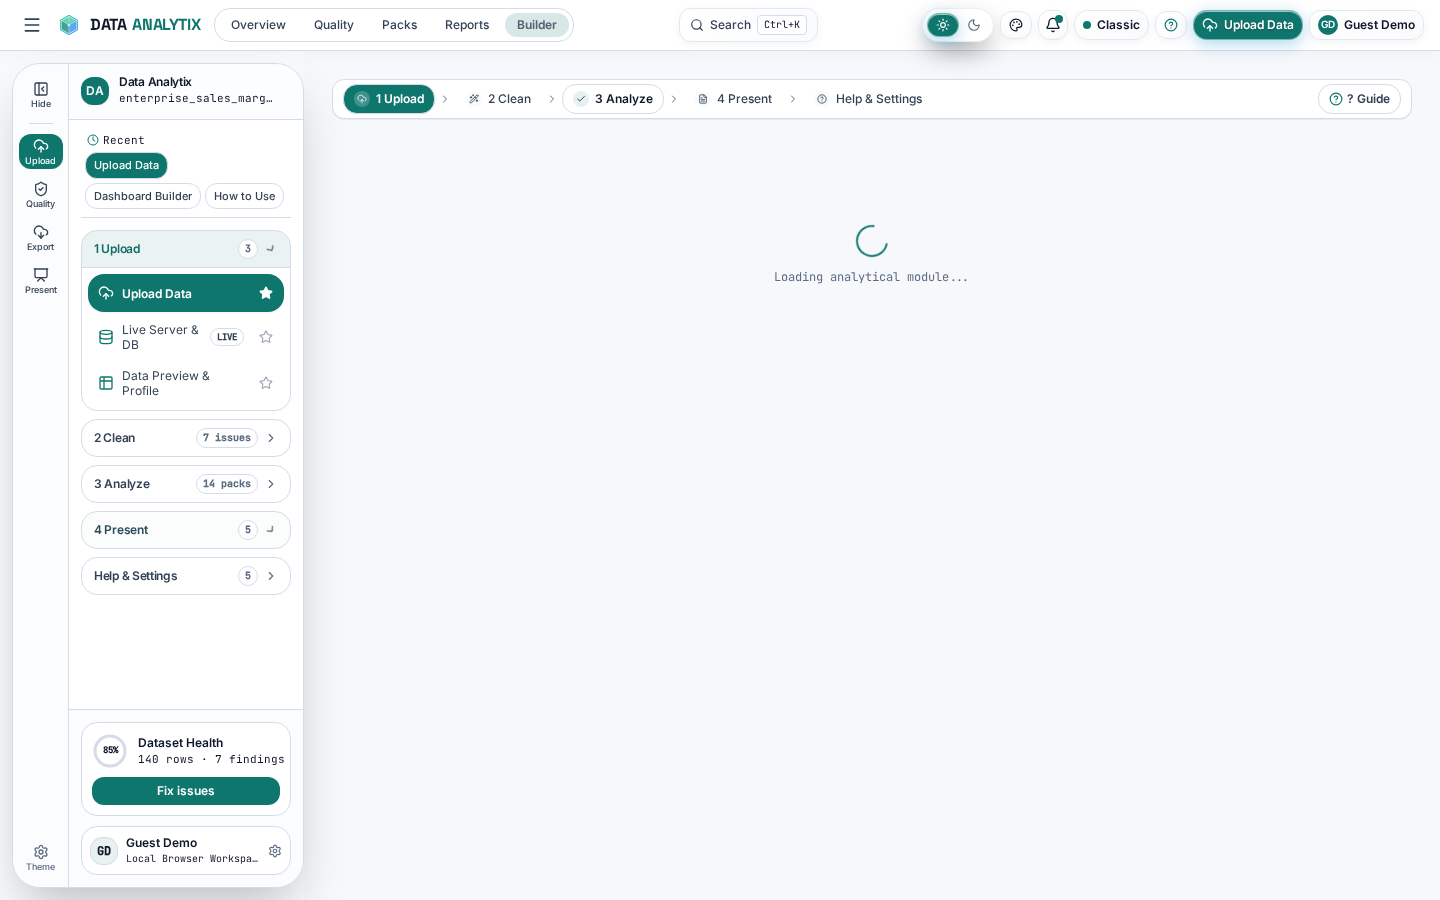 DATA ANALYTIX
Overview
Quality
Packs
Reports
Builder
Search
Ctrl+K
Classic
Upload Data
GD
Guest Demo
Hide
Upload
Quality
Export
Present
Theme
DA
Data Analytix
enterprise_sales_marg…
Recent
Upload Data
Dashboard Builder
How to Use
1 Upload
3
Upload Data
Live Server &
DB
LIVE
Data Preview &
Profile
2 Clean
7 issues
3 Analyze
14 packs
4 Present
5
Help & Settings
5
85%
Dataset Health
140 rows · 7 findings
Fix issues
GD
Guest Demo
Local Browser Workspa…
1 Upload
2 Clean
3 Analyze
4 Present
Help & Settings
? Guide
Loading analytical module...